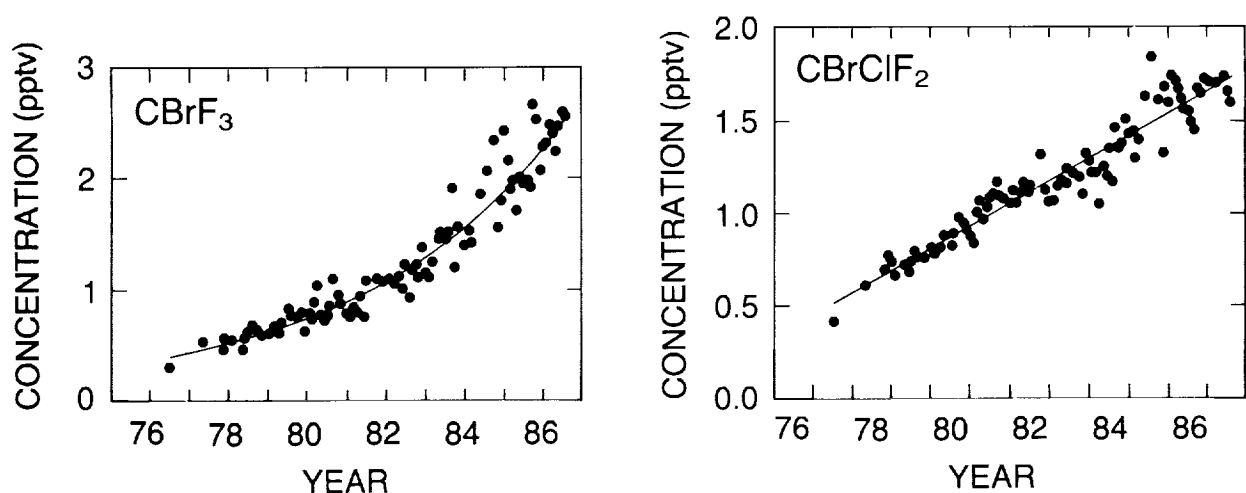 CONCENTRATION (pptv)
3
2
1
0
CBrF3
76 78 80 82 84 86
YEAR
CONCENTRATION (pptv)
2.0
1.5
1.0
0.5
0.0
CBrClF2
76 78 80 82 84 86
YEAR